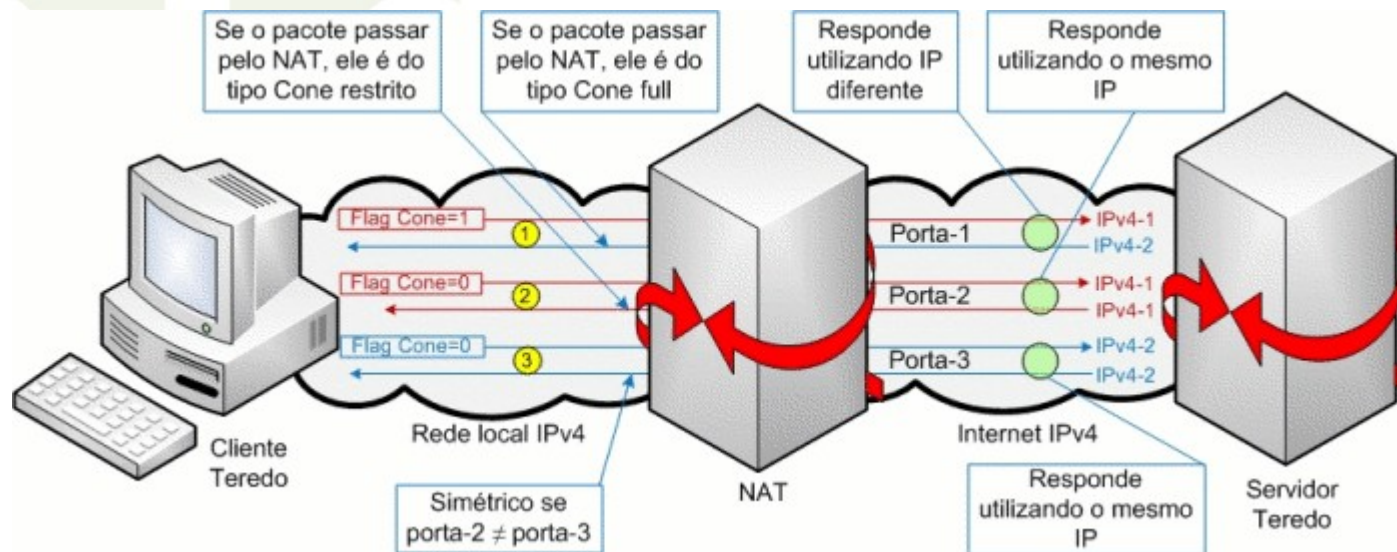 Se o pacote passar
pelo NAT, ele é do
tipo Cone restrito
Se o pacote passar
pelo NAT, ele é do
tipo Cone full
Responde
utilizando IP
diferente
Responde
utilizando o mesmo
IP
Flag Cone=1
1
Porta-1
IPv4-1
IPv4-2
Flag Cone=0
2
Porta-2
IPv4-1
IPv4-1
Flag Cone=0
3
Porta-3
IPv4-2
IPv4-2
Rede local IPv4
Internet IPv4
Cliente
Teredo
NAT
Servidor
Teredo
Simétrico se
porta-2 ≠ porta-3
Responde
utilizando o mesmo
IP